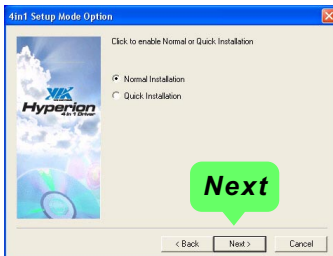 4in1 Setup Mode Option
Click to enable Normal or Quick Installation
Normal Installation
Quick Installation
VIA
Hyperion
4 in 1 Driver
Next
< Back
Next >
Cancel